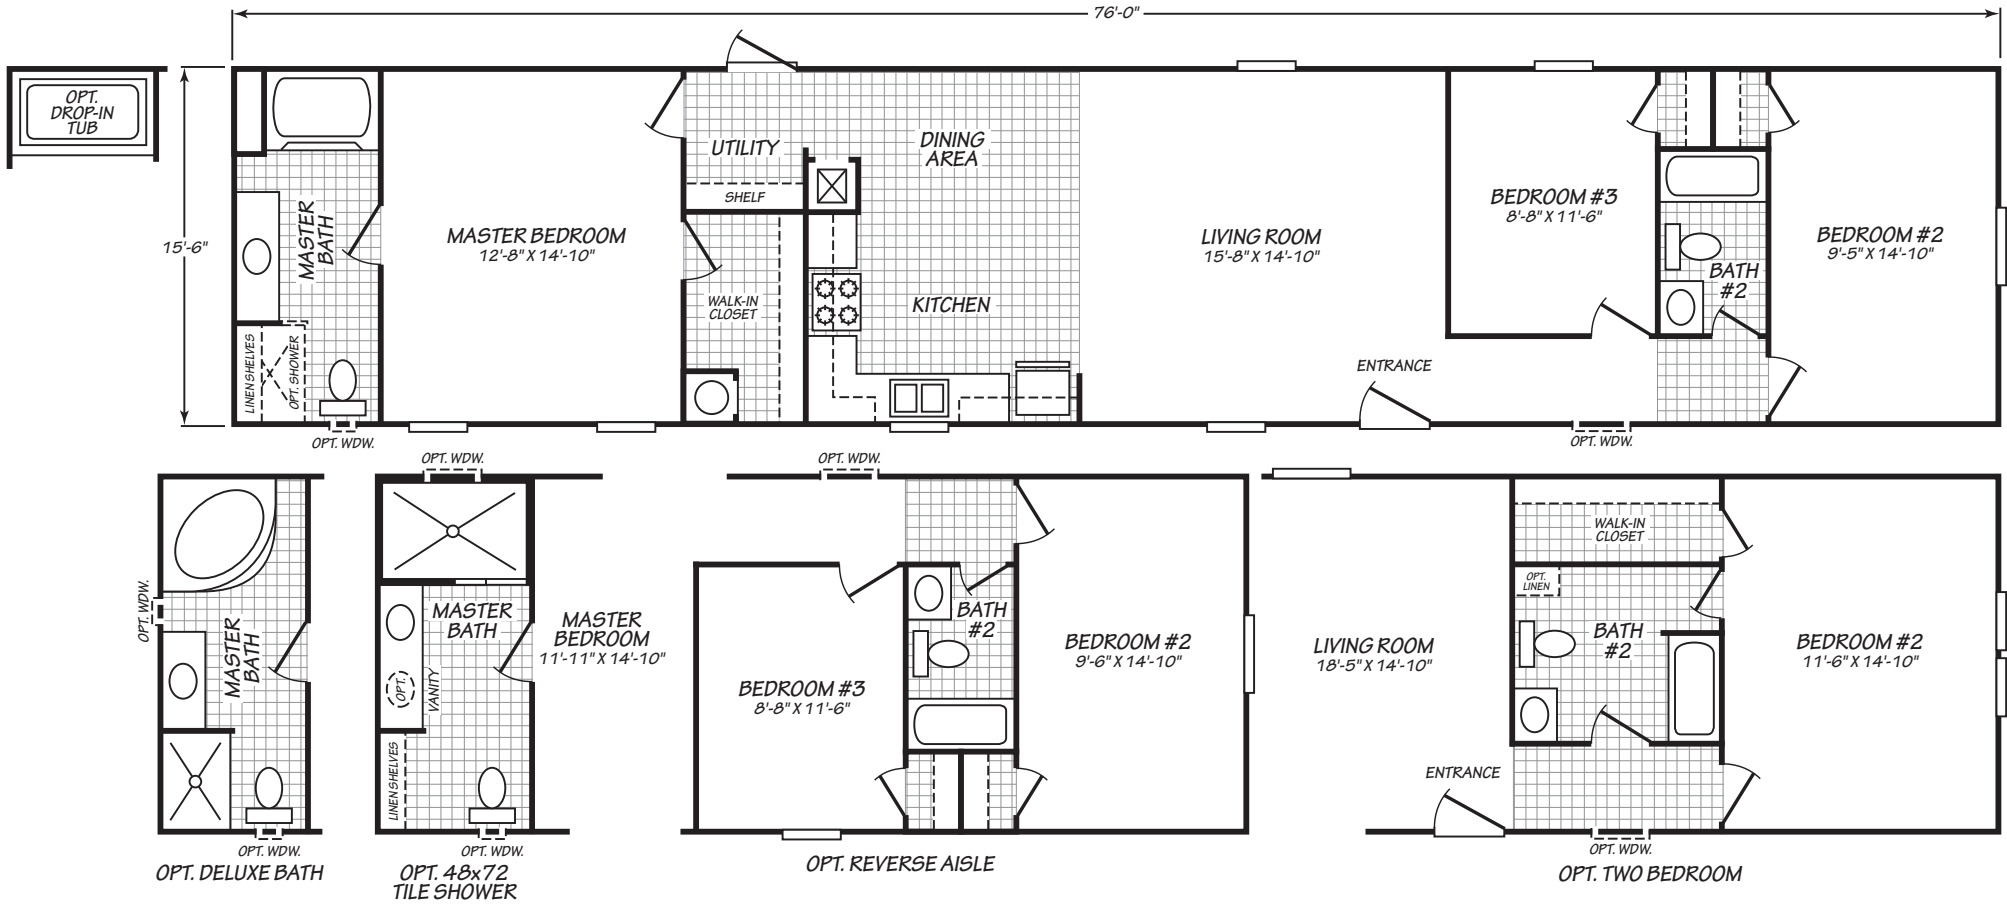 76'-0"
OPT.
DROP-IN
TUB
15'-6"
MASTER
BATH
LINEN SHELVES
OPT. SHOWER
OPT. WDW.
MASTER BEDROOM
12'-8" X 14'-10"
UTILITY
SHELF
WALK-IN
CLOSET
DINING
AREA
KITCHEN
LIVING ROOM
15'-8" X 14'-10"
ENTRANCE
BEDROOM #3
8'-8" X 11'-6"
BATH
#2
BEDROOM #2
9'-5" X 14'-10"
OPT. WDW.
OPT. WDW.
MASTER
BATH
OPT. WDW.
OPT. DELUXE BATH
OPT. WDW.
MASTER
BATH
OPT.
VANITY
LINEN SHELVES
MASTER
BEDROOM
11'-11" X 14'-10"
OPT. WDW.
OPT. 48x72
TILE SHOWER
OPT. WDW.
BEDROOM #3
8'-8" X 11'-6"
BATH
#2
BEDROOM #2
9'-6" X 14'-10"
OPT. REVERSE AISLE
LIVING ROOM
18'-5" X 14'-10"
ENTRANCE
WALK-IN
CLOSET
OPT.
LINEN
BATH
#2
BEDROOM #2
11'-6" X 14'-10"
OPT. WDW.
OPT. TWO BEDROOM